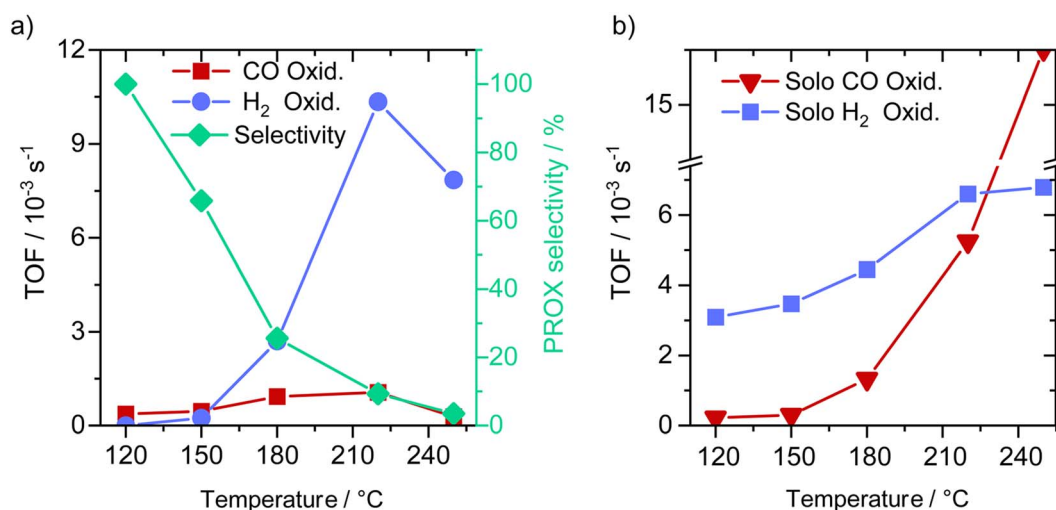 a)
CO Oxid.
H₂ Oxid.
Selectivity
TOF / 10⁻³ s⁻¹
12
9
6
3
0
PROX selectivity / %
100
80
60
40
20
0
120 150 180 210 240
Temperature / °C
b)
Solo CO Oxid.
Solo H₂ Oxid.
TOF / 10⁻³ s⁻¹
15
6
4
2
0
120 150 180 210 240
Temperature / °C